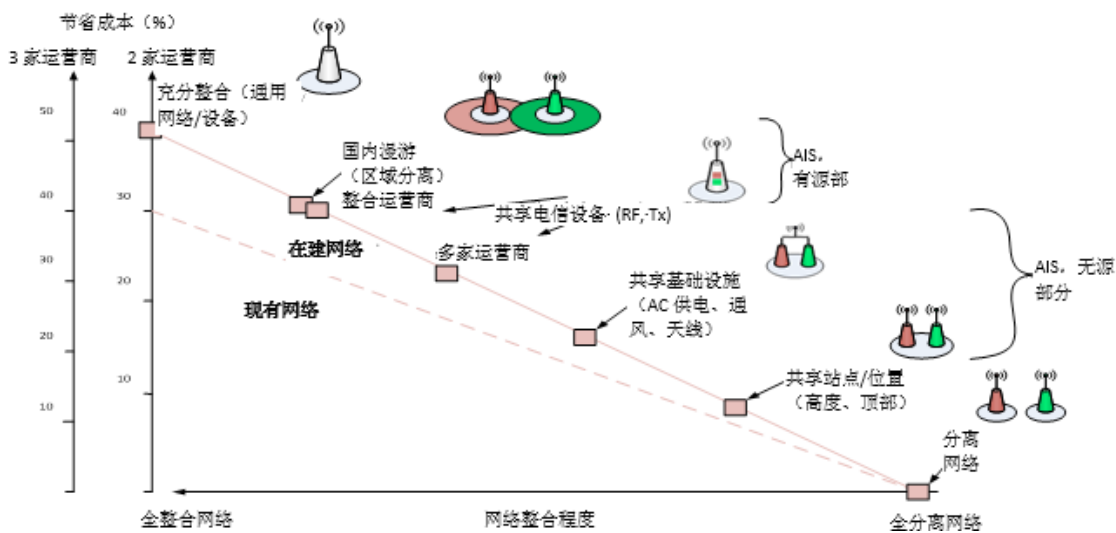 节省成本（%）
3 家运营商
2 家运营商
50
40
30
20
10
40
30
20
10
充分整合（通用
网络/设备）
国内漫游
（区域分离）
整合运营商
共享电信设备 (RF, Tx)
多家运营商
在建网络
现有网络
共享基础设施
（AC 供电、通
风、天线）
共享站点/位置
（高度、顶部）
分离
网络
AIS，
有源部
AIS，无源
部分
全整合网络
网络整合程度
全分离网络